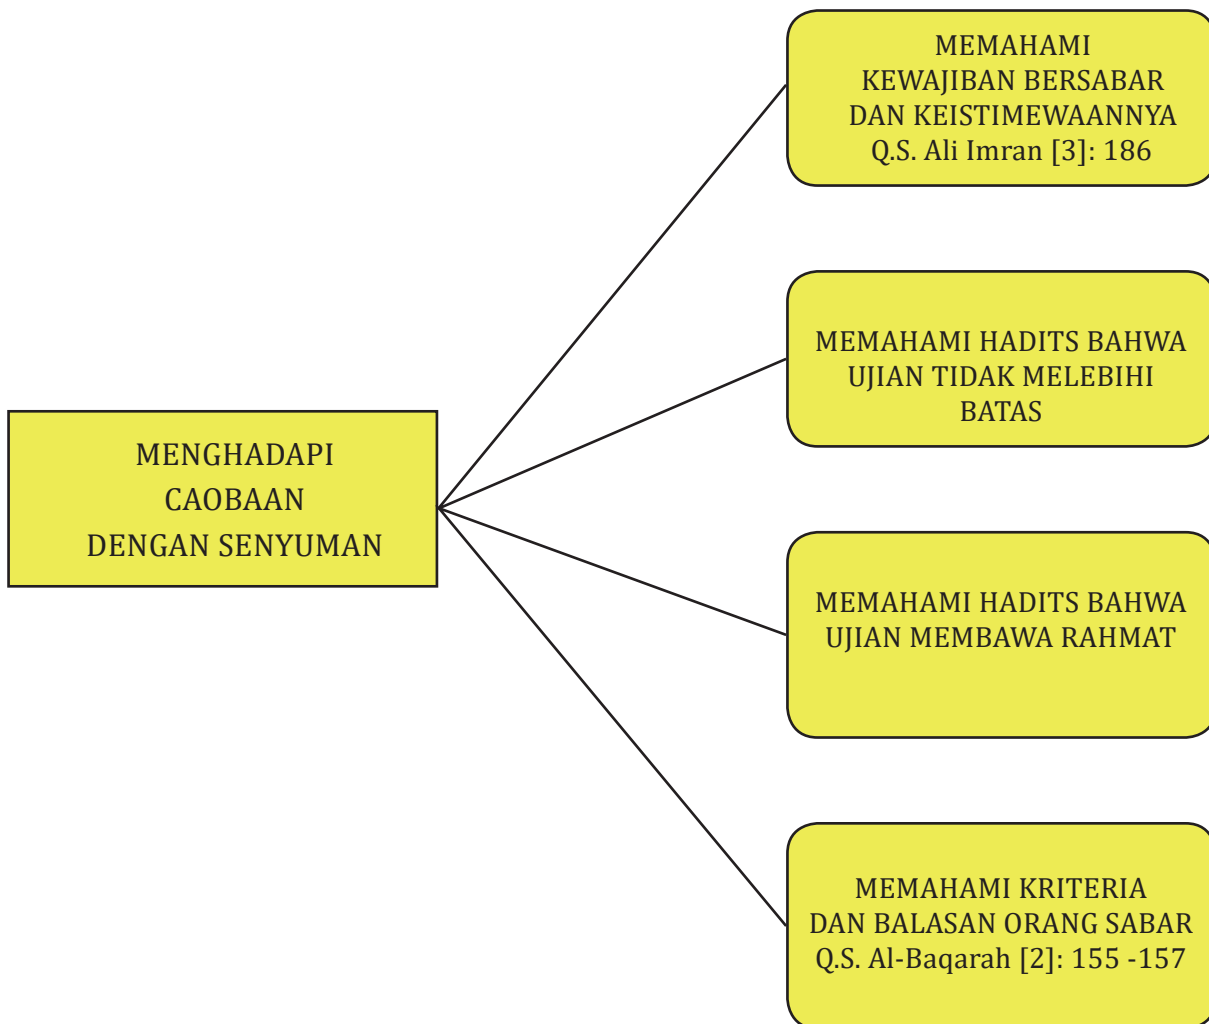 MENGHADAPI
CAOBAAN
DENGAN SENYUMAN
MEMAHAMI
KEWAJIBAN BERSABAR
DAN KEISTIMEWAANNYA
Q.S. Ali Imran [3]: 186
MEMAHAMI HADITS BAHWA
UJIAN TIDAK MELEBIHI
BATAS
MEMAHAMI HADITS BAHWA
UJIAN MEMBAWA RAHMAT
MEMAHAMI KRITERIA
DAN BALASAN ORANG SABAR
Q.S. Al-Baqarah [2]: 155 -157